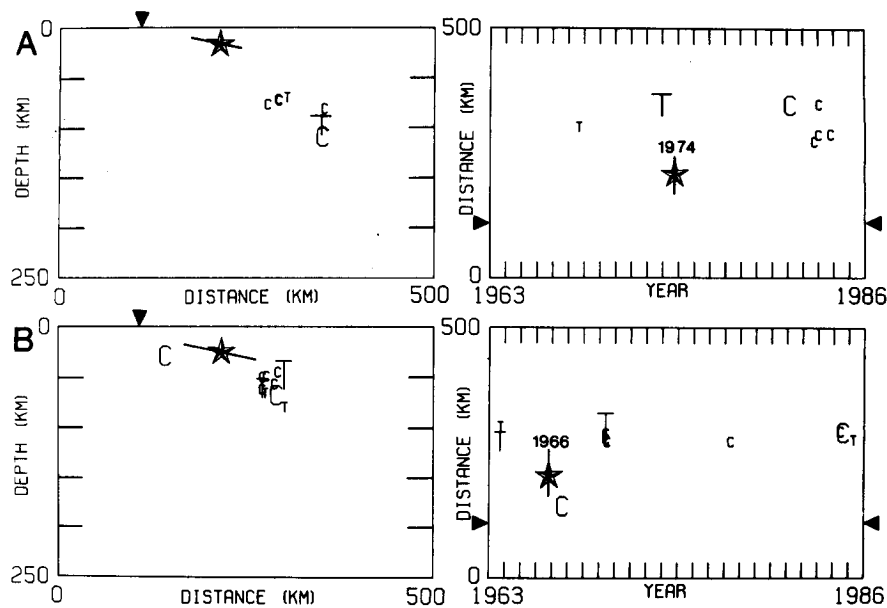 A
0
DEPTH (KM)
250
0
DISTANCE (KM)
500
C C T
C
T
C
500
DISTANCE (KM)
0
1963
YEAR
1986
T
T
C
C
C C C
1974
B
0
DEPTH (KM)
250
0
DISTANCE (KM)
500
C
C
T
C
T
500
DISTANCE (KM)
0
1963
YEAR
1986
T
T
C
C
T
1966
C